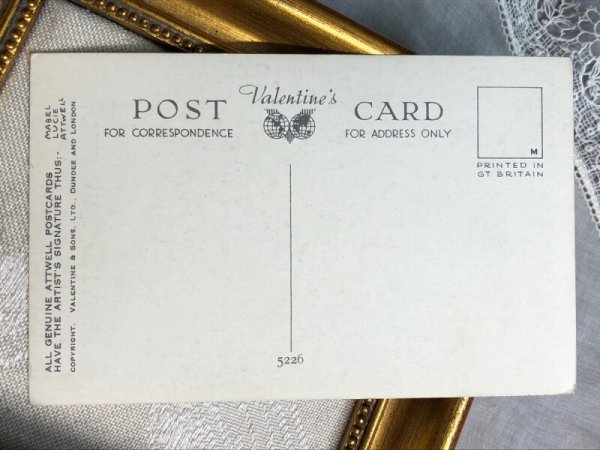 Valentine's
POST CARD
FOR CORRESPONDENCE
FOR ADDRESS ONLY
M
PRINTED IN
GT. BRITAIN
5226
ALL GENUINE ATTWELL POSTCARDS
HAVE THE ARTIST'S SIGNATURE THUS:-
MABEL
LUCIE
ATTWELL
COPYRIGHT. VALENTINE & SONS, LTD., DUNDEE AND LONDON.